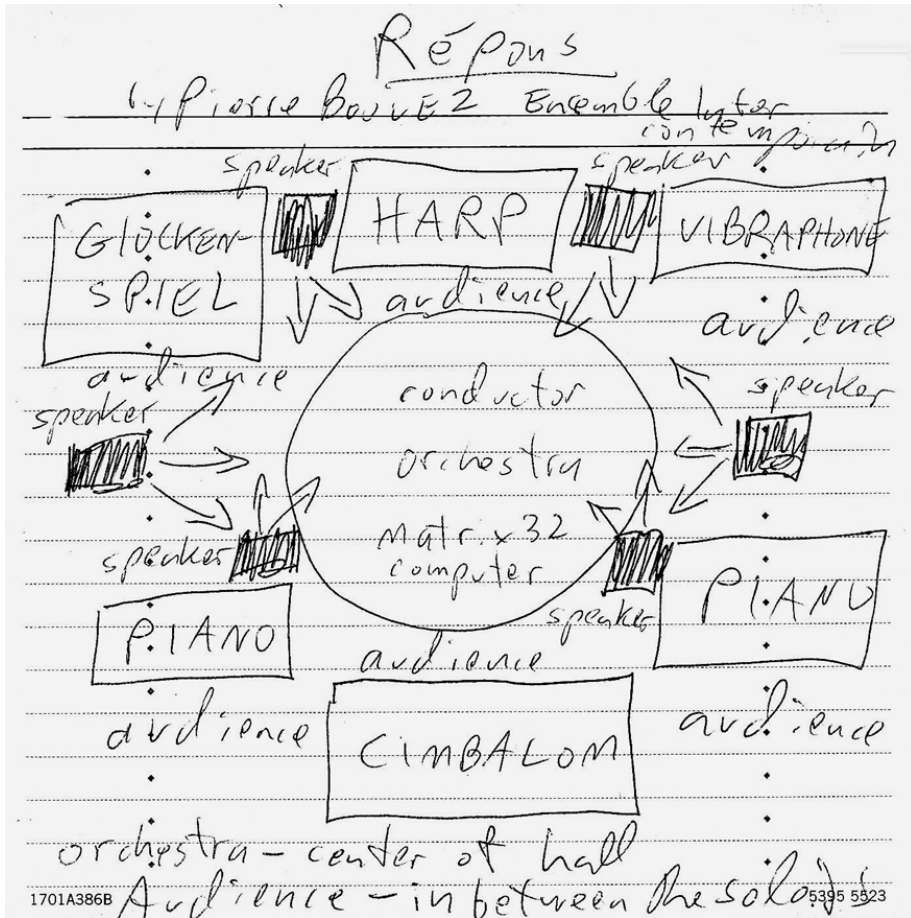 Répons
by Pierre BouLEZ Ensemble Inter
contemporain
speaker speaker
GLOCKEN-
SPIEL
HARP
VIBRAPHONE
audience
audience
audience
conductor
speaker
speaker
orchestra
Matrix 32
computer
speaker
speaker
PIANO
PIANO
audience
audience
CIMBALOM
audience
orchestra – center of hall
Audience – in between the soloists
1701A386B
5395 5523